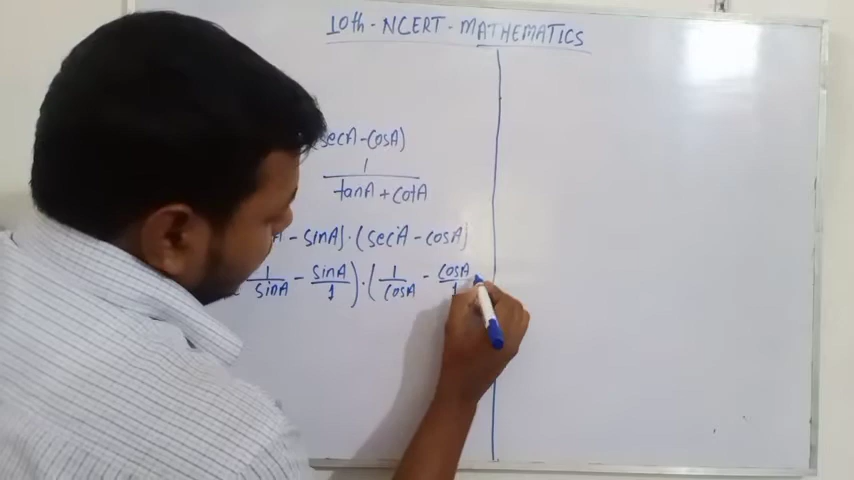 10th - NCERT - MATHEMATICS
secA - cosA)
1
tanA + cotA
- sinA] · (secA - cosA]
1/sinA - sinA/1) · (1/cosA - cosA/1